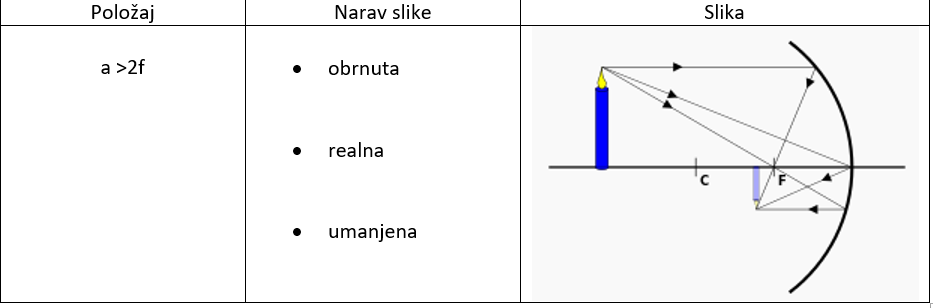 Položaj Narav slike Slika
a >2f
• obrnuta
• realna
• umanjena
C F